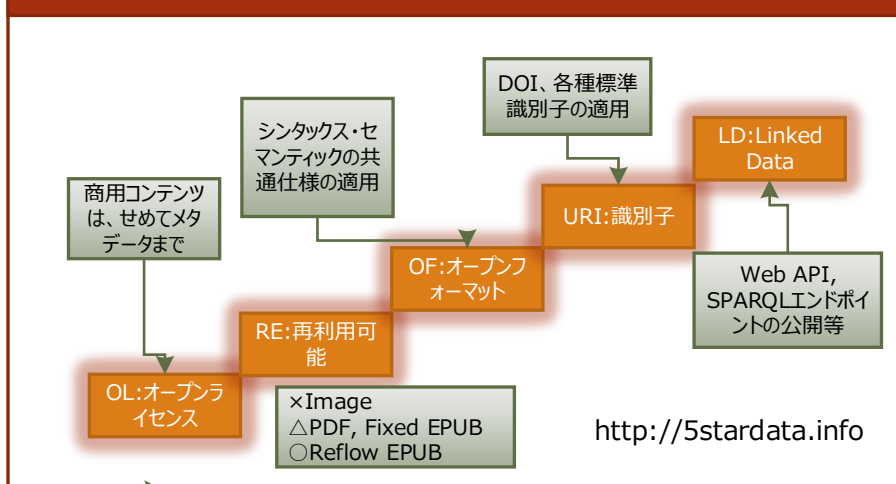 DOI、各種標準
識別子の適用
シンタックス・セ
マンティックの共
通仕様の適用
LD:Linked
Data
商用コンテンツ
は、せめてメタ
データまで
URI:識別子
OF:オープンフ
ォーマット
Web API,
SPARQLエンドポイ
ントの公開等
RE:再利用可
能
OL:オープンラ
イセンス
×Image
△PDF, Fixed EPUB
○Reflow EPUB
http://5stardata.info